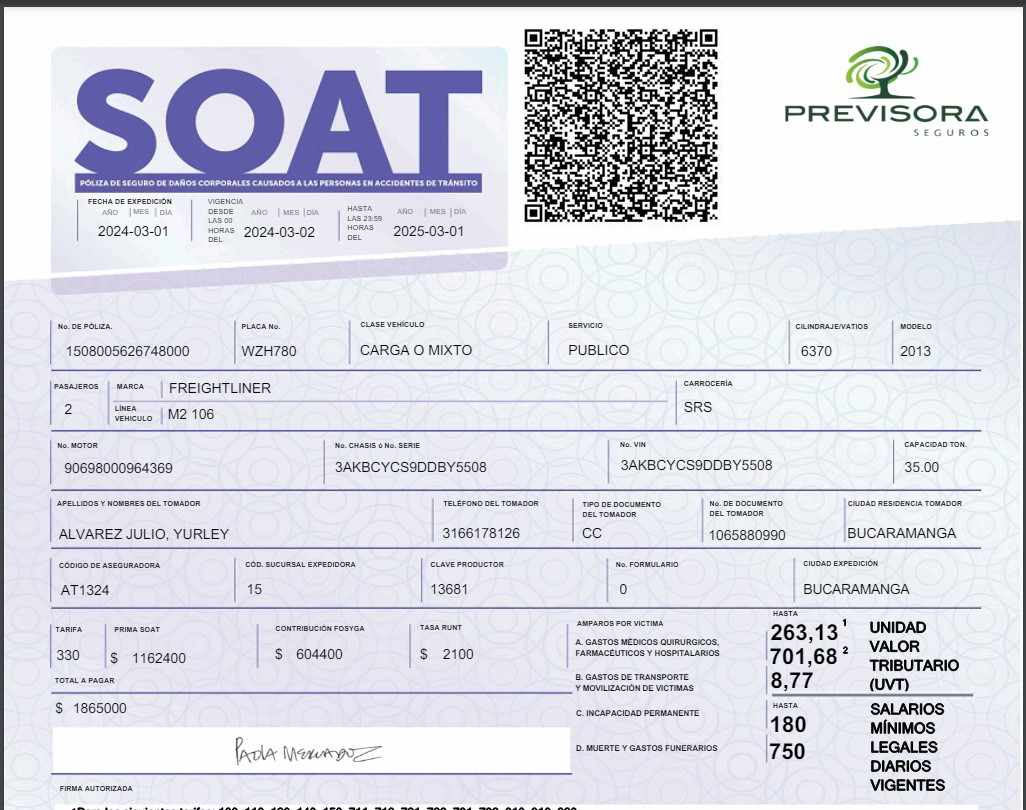 SOAT
PÓLIZA DE SEGURO DE DAÑOS CORPORALES CAUSADOS A LAS PERSONAS EN ACCIDENTES DE TRÁNSITO
FECHA DE EXPEDICIÓN
AÑO | MES | DÍA
2024-03-01
VIGENCIA
DESDE
LAS 00
HORAS
DEL
AÑO | MES | DÍA
2024-03-02
HASTA
LAS 23:59
HORAS
DEL
AÑO | MES | DÍA
2025-03-01
PREVISORA
SEGUROS
No. DE PÓLIZA.
1508005626748000
PLACA No.
WZH780
CLASE VEHÍCULO
CARGA O MIXTO
SERVICIO
PUBLICO
CILINDRAJE/VATIOS
6370
MODELO
2013
PASAJEROS
2
MARCA
FREIGHTLINER
LÍNEA
VEHICULO
M2 106
CARROCERÍA
SRS
No. MOTOR
90698000964369
No. CHASIS ó No. SERIE
3AKBCYCS9DDBY5508
No. VIN
3AKBCYCS9DDBY5508
CAPACIDAD TON.
35.00
APELLIDOS Y NOMBRES DEL TOMADOR
ALVAREZ JULIO, YURLEY
TELÉFONO DEL TOMADOR
3166178126
TIPO DE DOCUMENTO
DEL TOMADOR
CC
No. DE DOCUMENTO
DEL TOMADOR
1065880990
CIUDAD RESIDENCIA TOMADOR
BUCARAMANGA
CÓDIGO DE ASEGURADORA
AT1324
CÓD. SUCURSAL EXPEDIDORA
15
CLAVE PRODUCTOR
13681
No. FORMULARIO
0
CIUDAD EXPEDICIÓN
BUCARAMANGA
TARIFA
330
PRIMA SOAT
$ 1162400
CONTRIBUCIÓN FOSYGA
$ 604400
TASA RUNT
$ 2100
TOTAL A PAGAR
$ 1865000
AMPAROS POR VICTIMA
A. GASTOS MÉDICOS QUIRURGICOS,
FARMACÉUTICOS Y HOSPITALARIOS
B. GASTOS DE TRANSPORTE
Y MOVILIZACIÓN DE VICTIMAS
C. INCAPACIDAD PERMANENTE
D. MUERTE Y GASTOS FUNERARIOS
HASTA
263,13 1
701,68 2
8,77
UNIDAD
VALOR
TRIBUTARIO
(UVT)
HASTA
180
750
SALARIOS
MÍNIMOS
LEGALES
DIARIOS
VIGENTES
FIRMA AUTORIZADA